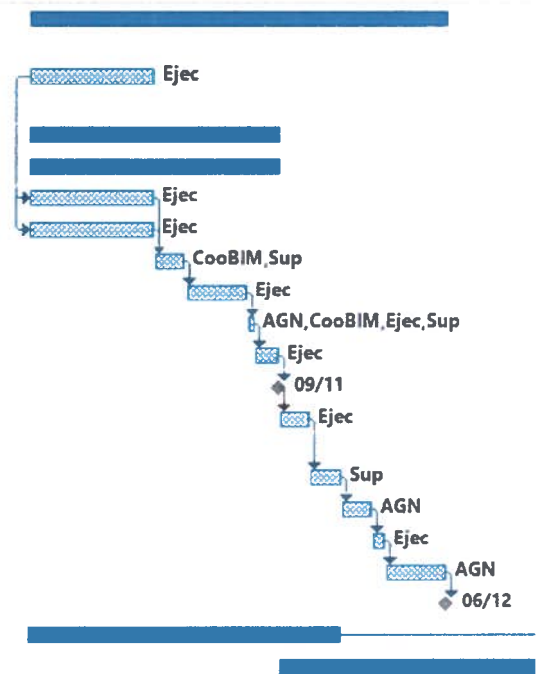 Ejec
Ejec
Ejec
CooBIM,Sup
Ejec
AGN,CooBIM,Ejec,Sup
Ejec
09/11
Ejec
Sup
AGN
Ejec
AGN
06/12